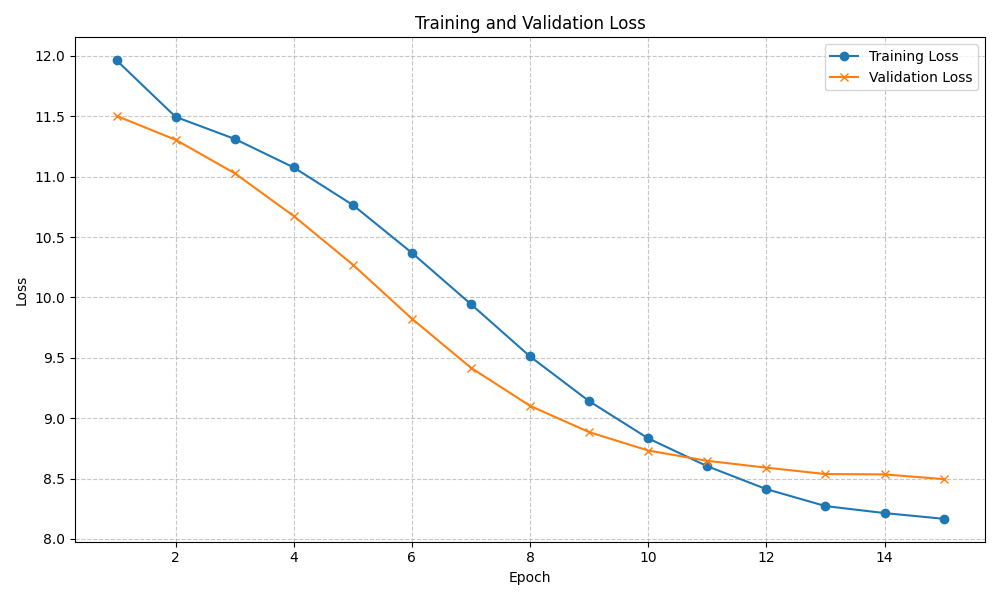 Training and Validation Loss
Training Loss
Validation Loss
12.0
11.5
11.0
10.5
10.0
9.5
9.0
8.5
8.0
Loss
2 4 6 8 10 12 14
Epoch